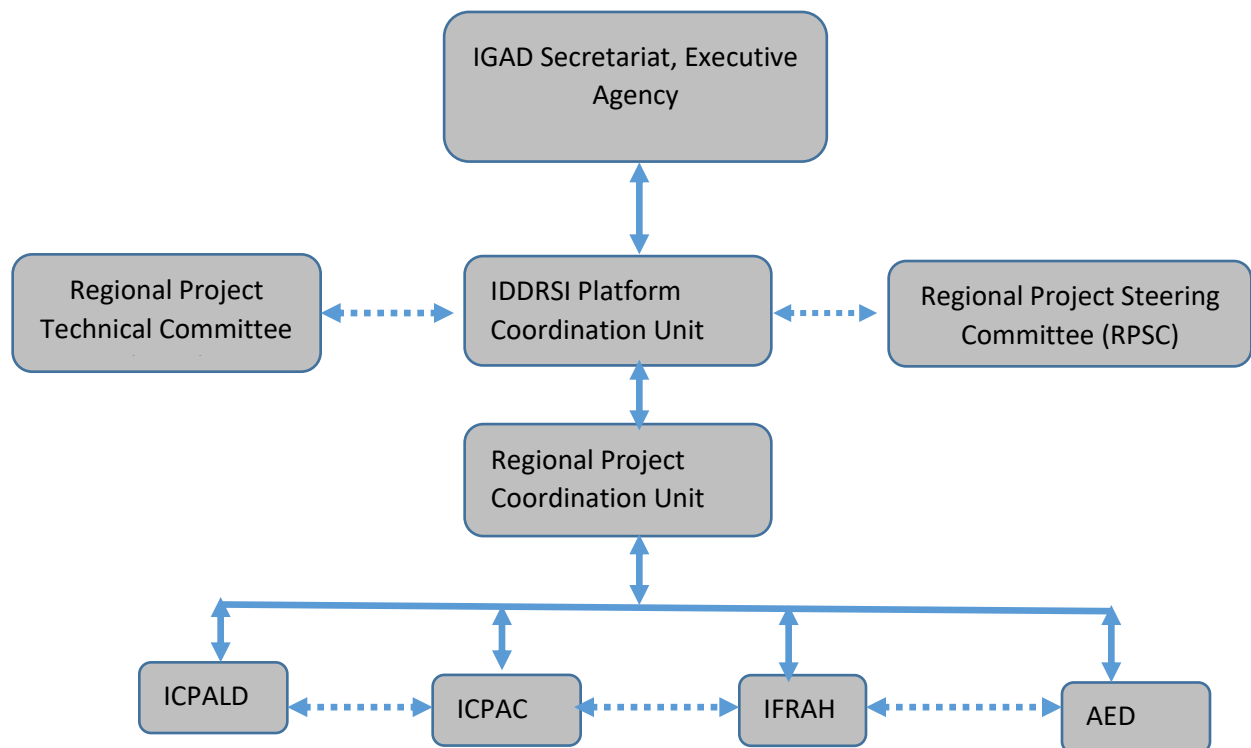 IGAD Secretariat, Executive
Agency
Regional Project
Technical Committee
IDDRSI Platform
Coordination Unit
Regional Project Steering
Committee (RPSC)
Regional Project
Coordination Unit
ICPALD
ICPAC
IFRAH
AED